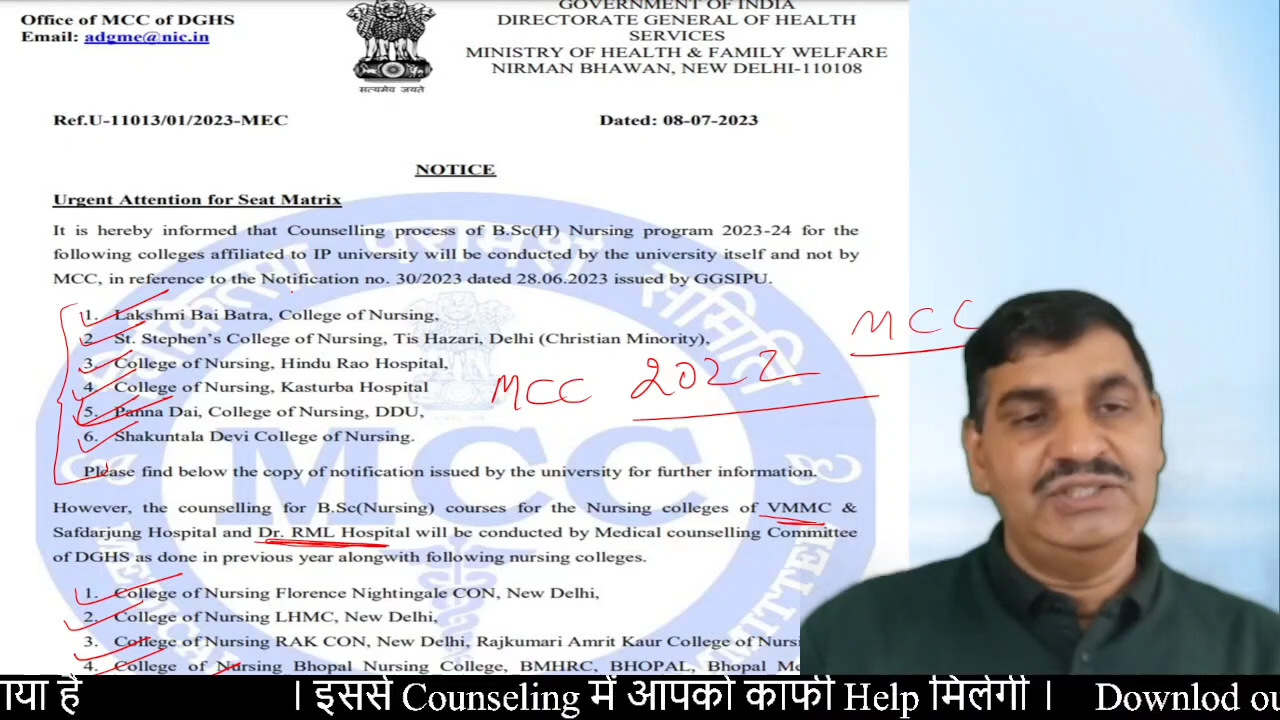 Office of MCC of DGHS
Email: adgme@nic.in
सत्यमेव जयते
GOVERNMENT OF INDIA
DIRECTORATE GENERAL OF HEALTH
SERVICES
MINISTRY OF HEALTH & FAMILY WELFARE
NIRMAN BHAWAN, NEW DELHI-110108
Ref.U-11013/01/2023-MEC
Dated: 08-07-2023
NOTICE
Urgent Attention for Seat Matrix
It is hereby informed that Counselling process of B.Sc(H) Nursing program 2023-24 for the
following colleges affiliated to IP university will be conducted by the university itself and not by
MCC, in reference to the Notification no. 30/2023 dated 28.06.2023 issued by GGSIPU.
1. Lakshmi Bai Batra, College of Nursing,
2. St. Stephen's College of Nursing, Tis Hazari, Delhi (Christian Minority),
3. College of Nursing, Hindu Rao Hospital,
4. College of Nursing, Kasturba Hospital
5. Panna Dai, College of Nursing, DDU,
6. Shakuntala Devi College of Nursing.
MCC
MCC 2022
Please find below the copy of notification issued by the university for further information.
However, the counselling for B.Sc(Nursing) courses for the Nursing colleges of VMMC &
Safdarjung Hospital and Dr. RML Hospital will be conducted by Medical counselling Committee
of DGHS as done in previous year alongwith following nursing colleges.
1. College of Nursing Florence Nightingale CON, New Delhi,
2. College of Nursing LHMC, New Delhi,
3. College of Nursing RAK CON, New Delhi, Rajkumari Amrit Kaur College of Nursi
4. College of Nursing Bhopal Nursing College, BMHRC, BHOPAL, Bhopal Me
MCC
गया है । इससे Counseling में आपको काफी Help मिलेगी । Downlod ou